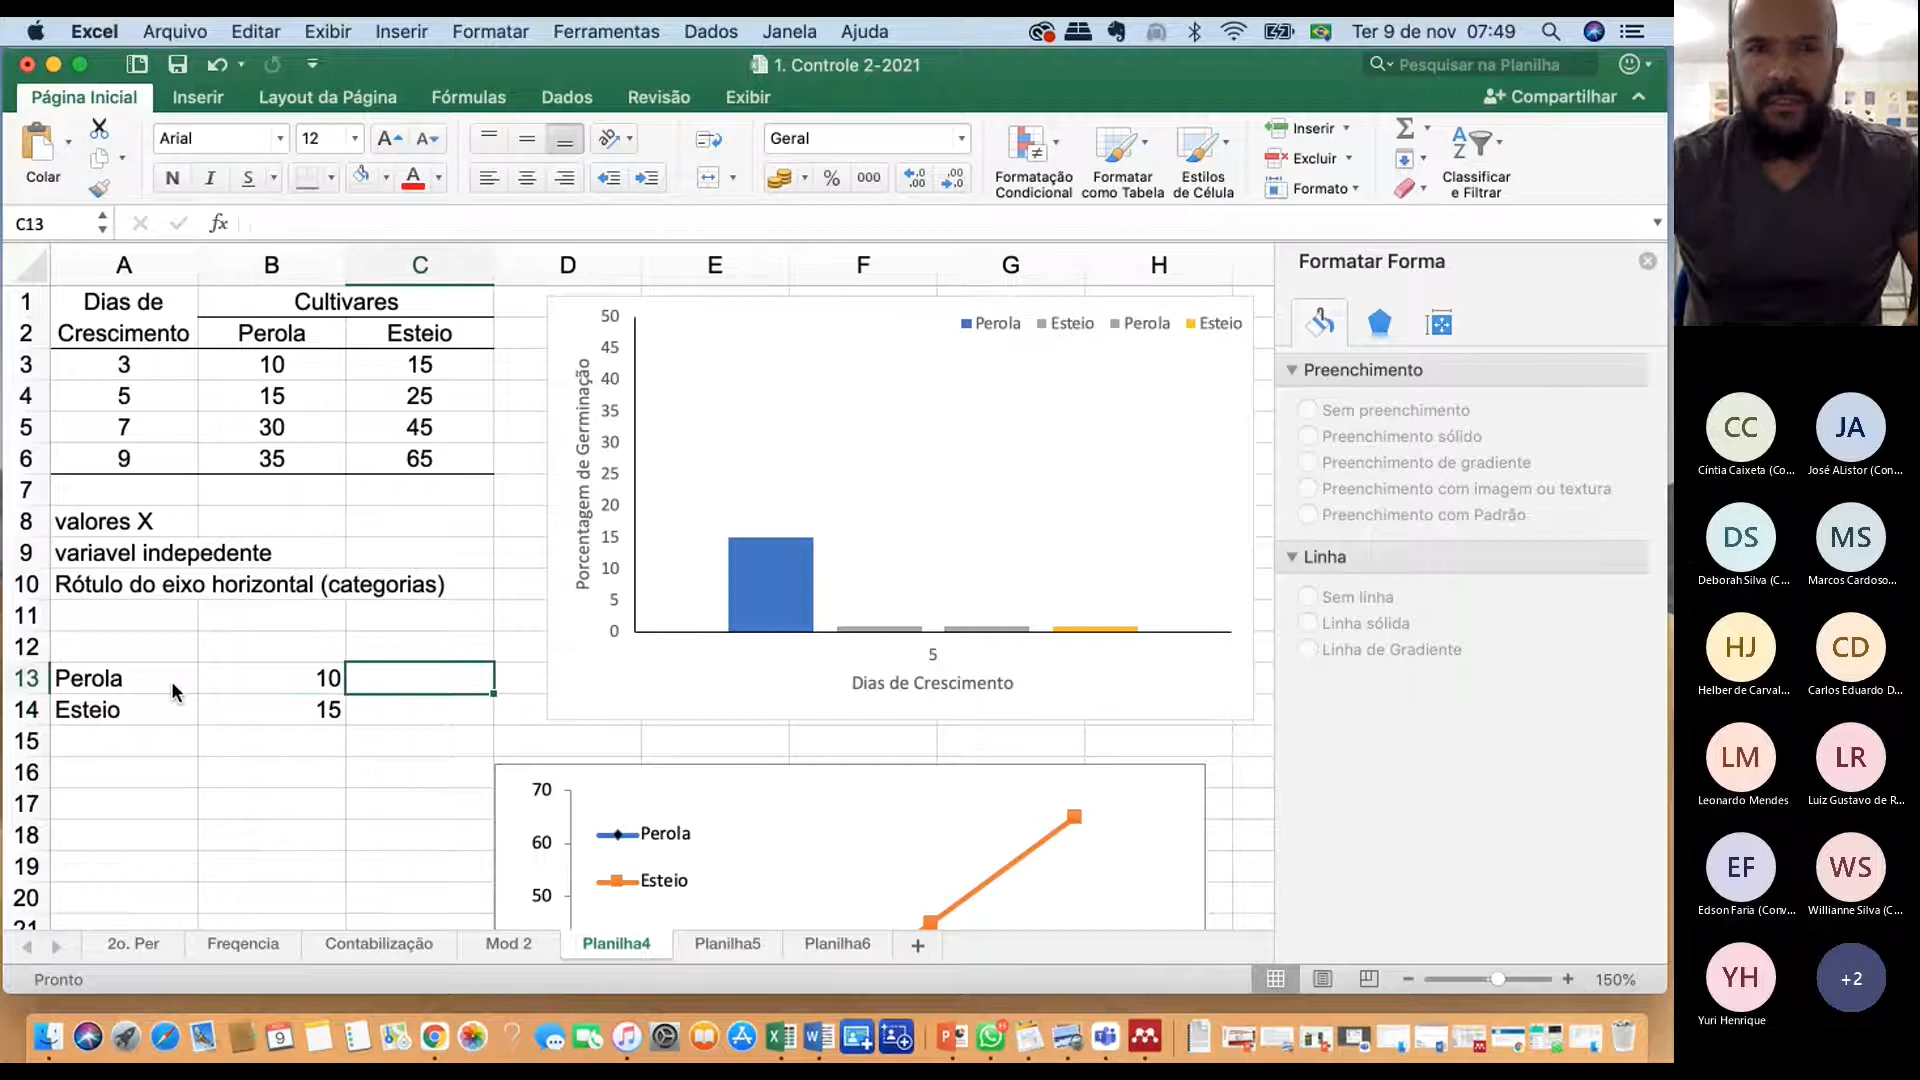 Excel Arquivo Editar Exibir Inserir Formatar Ferramentas Dados Janela Ajuda Ter 9 de nov 07:49
1. Controle 2-2021
Pesquisar na Planilha
Página Inicial Inserir Layout da Página Fórmulas Dados Revisão Exibir Compartilhar
Colar
Arial 12
N I S
Geral
% 000
Formatação Condicional
Formatar como Tabela
Estilos de Célula
Inserir
Excluir
Formato
Classificar e Filtrar
C13 fx
A B C D E F G H
1 Dias de Cultivares
2 Crescimento Perola Esteio
3 3 10 15
4 5 15 25
5 7 30 45
6 9 35 65
7
8 valores X
9 variavel indepedente
10 Rótulo do eixo horizontal (categorias)
11
12
13 Perola 10
14 Esteio 15
15
16
17
18
19
20
21
Perola Esteio Perola Esteio
Porcentagem de Germinação
50
45
40
35
30
25
20
15
10
5
0
5
Dias de Crescimento
70
60
50
Perola
Esteio
Formatar Forma
Preenchimento
Sem preenchimento
Preenchimento sólido
Preenchimento de gradiente
Preenchimento com imagem ou textura
Preenchimento com Padrão
Linha
Sem linha
Linha sólida
Linha de Gradiente
2o. Per Freqencia Contabilização Mod 2 Planilha4 Planilha5 Planilha6 +
Pronto 150%
CC JA
Cíntia Caixeta (Co... José AListor (Con...
DS MS
Deborah Silva (C... Marcos Cardoso...
HJ CD
Helber de Carval... Carlos Eduardo D...
LM LR
Leonardo Mendes Luiz Gustavo de R...
EF WS
Edson Faria (Conv... Willianne Silva (C...
YH +2
Yuri Henrique